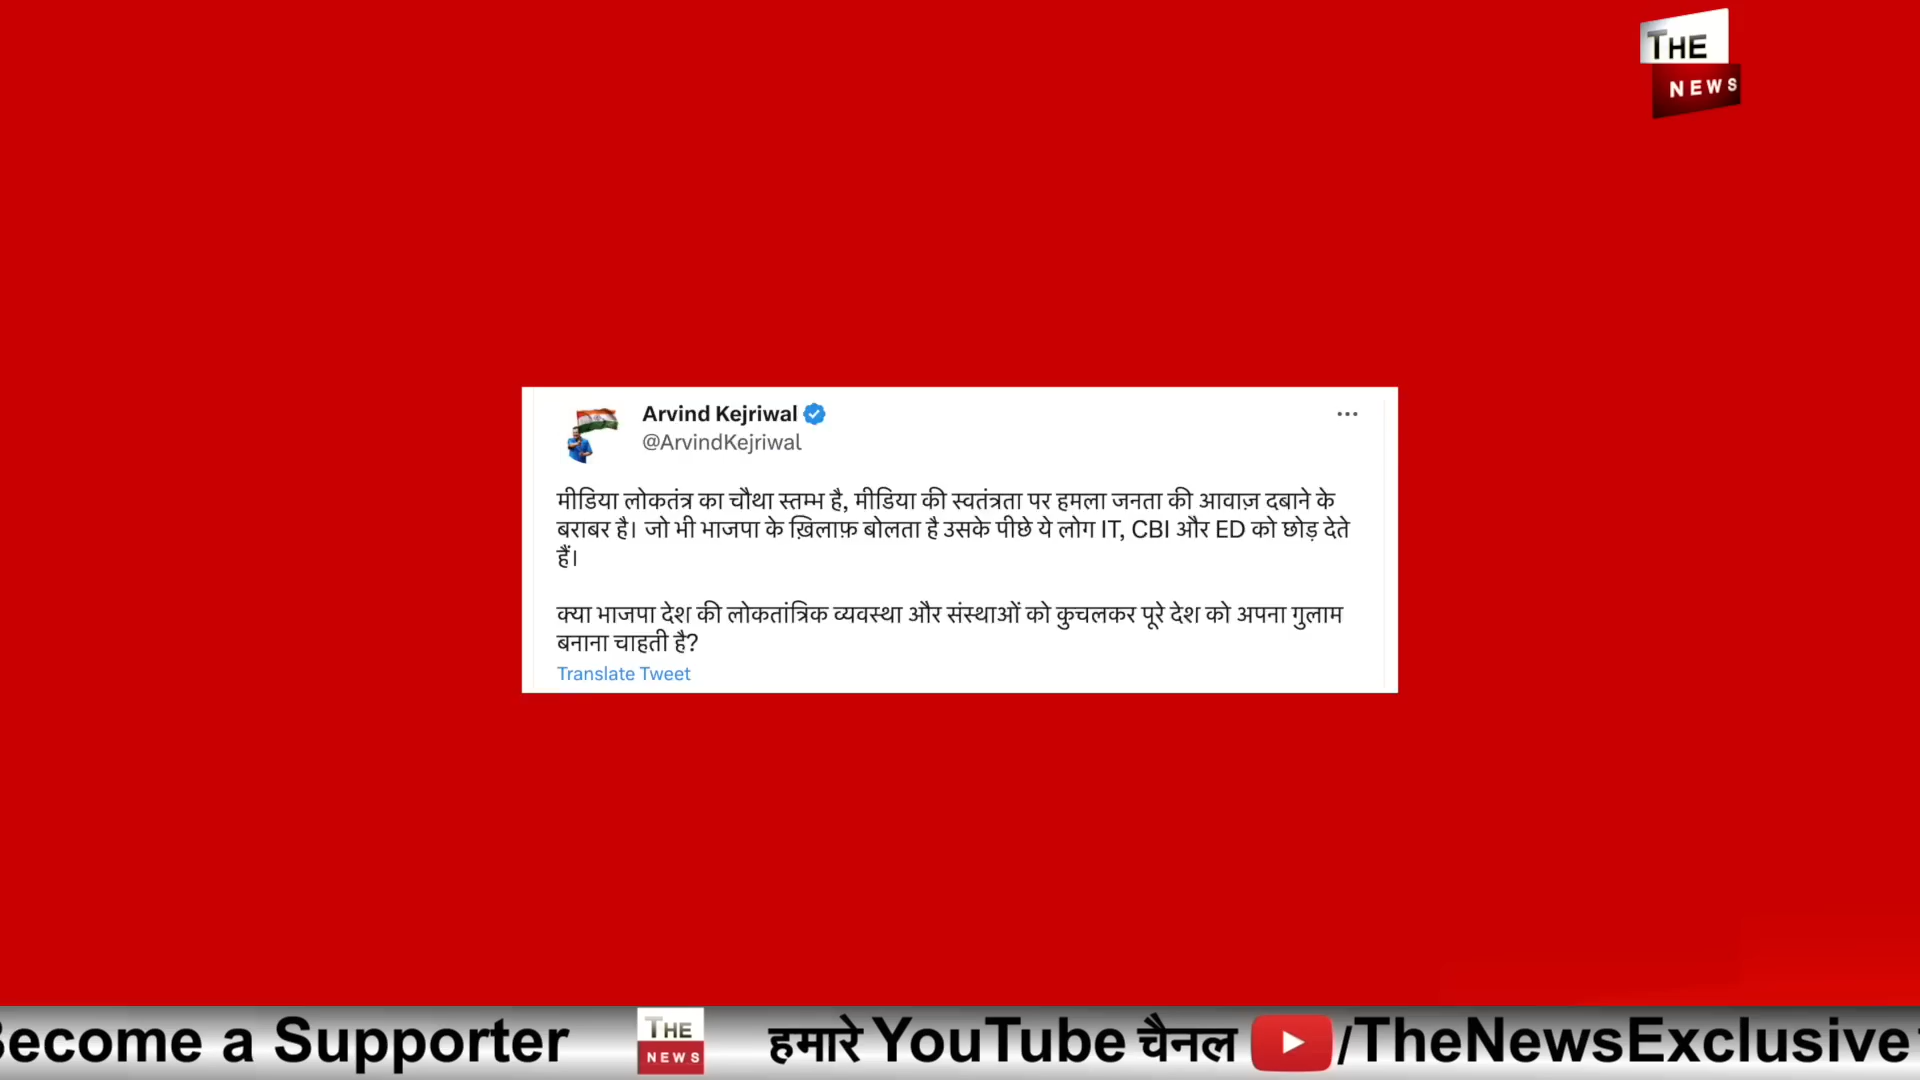 THE
NEWS
Arvind Kejriwal
@ArvindKejriwal
मीडिया लोकतंत्र का चौथा स्तम्भ है, मीडिया की स्वतंत्रता पर हमला जनता की आवाज़ दबाने के
बराबर है। जो भी भाजपा के ख़िलाफ़ बोलता है उसके पीछे ये लोग IT, CBI और ED को छोड़ देते
हैं।
क्या भाजपा देश की लोकतांत्रिक व्यवस्था और संस्थाओं को कुचलकर पूरे देश को अपना गुलाम
बनाना चाहती है?
Translate Tweet
Become a Supporter THE NEWS हमारे YouTube चैनल /TheNewsExclusive